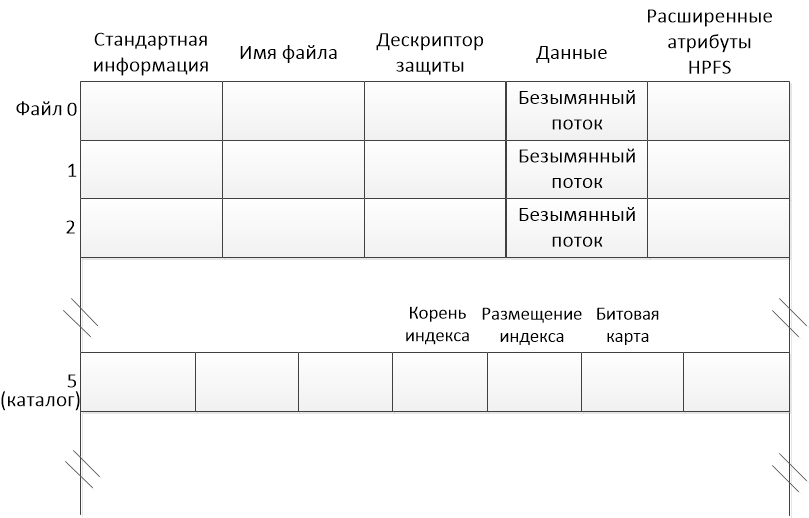 Стандартная
информация
Имя файла
Дескриптор
защиты
Данные
Расширенные
атрибуты
HPFS
Файл 0
Безымянный
поток
1
Безымянный
поток
2
Безымянный
поток
Корень
индекса
Размещение
индекса
Битовая
карта
5
(каталог)